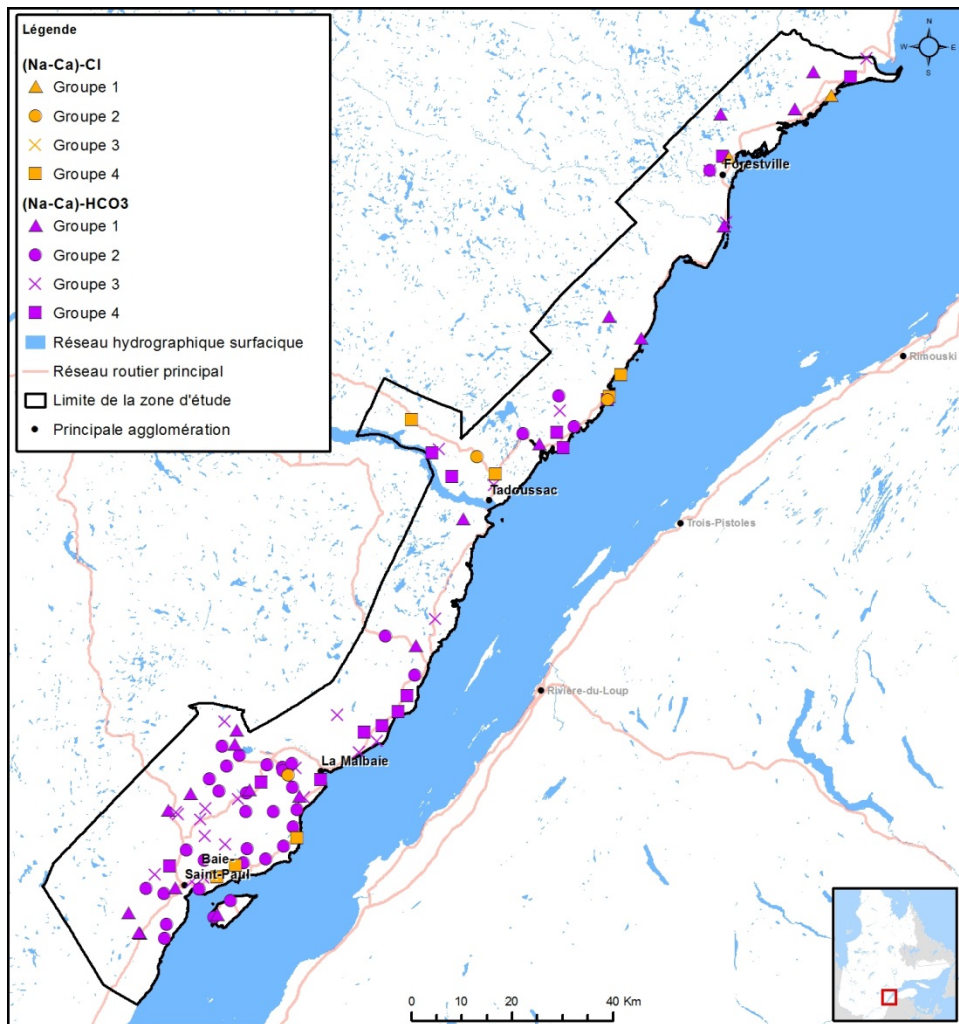 Légende
(Na-Ca)-Cl
Groupe 1
Groupe 2
Groupe 3
Groupe 4
(Na-Ca)-HCO3
Groupe 1
Groupe 2
Groupe 3
Groupe 4
Réseau hydrographique surfacique
Réseau routier principal
Limite de la zone d'étude
Principale agglomération
N
W E
S
Forestville
Rimouski
Tadoussac
Trois-Pistoles
Rivière-du-Loup
La Malbaie
Baie-
Saint-Paul
0 10 20 40 Km